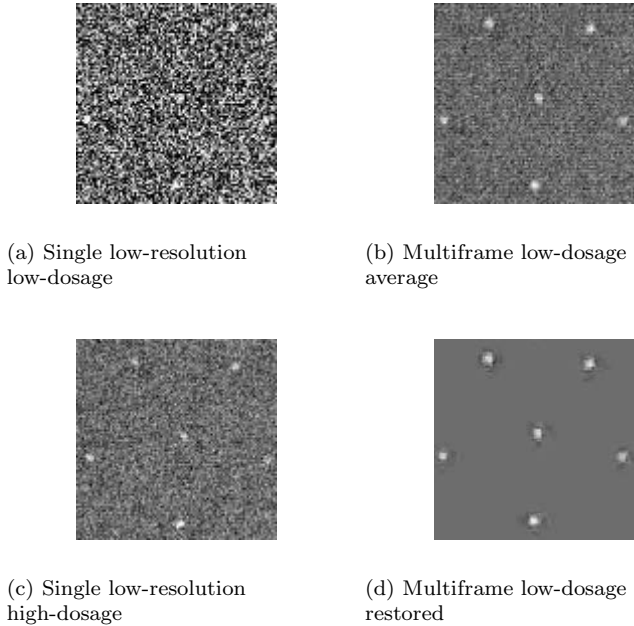 (a) Single low-resolution
low-dosage
(b) Multiframe low-dosage
average
(c) Single low-resolution
high-dosage
(d) Multiframe low-dosage
restored